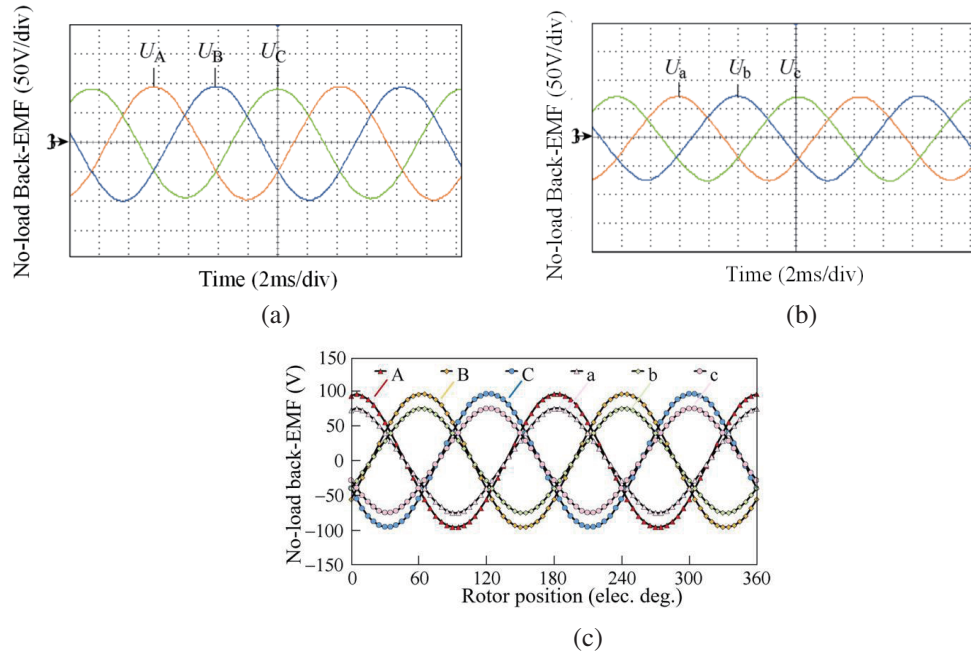 U_A U_B U_C
No-load Back-EMF (50V/div)
3
Time (2ms/div)
(a)
U_a U_b U_c
No-load Back-EMF (50V/div)
3
Time (2ms/div)
(b)
A B C a b c
No-load back-EMF (V)
150
100
50
0
−50
−100
−150
0 60 120 180 240 300 360
Rotor position (elec. deg.)
(c)